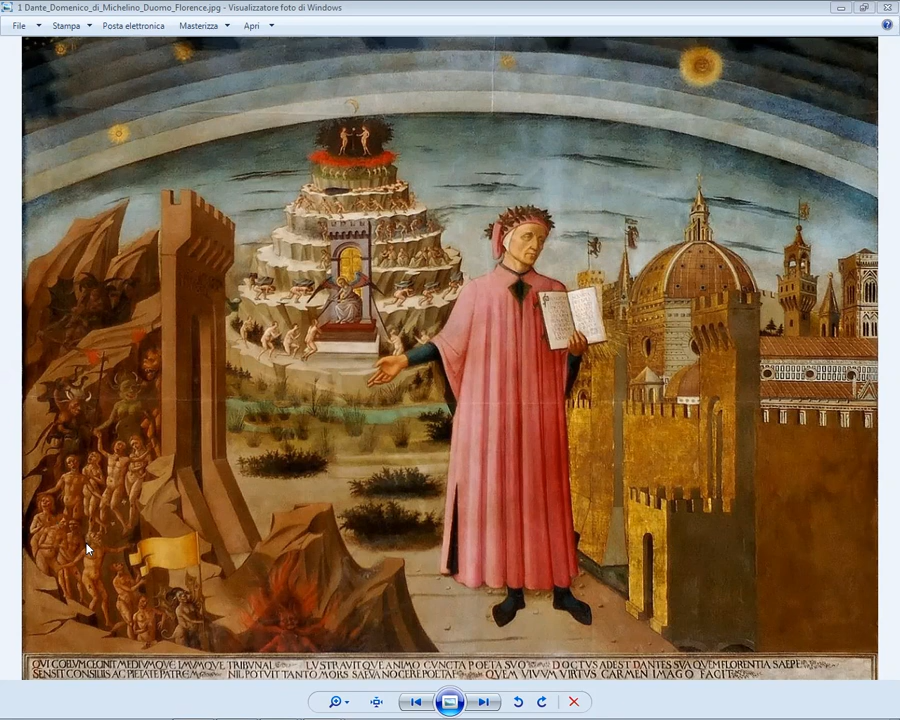 1 Dante_Domenico_di_Michelino_Duomo_Florence.jpg - Visualizzatore foto di Windows
File Stampa Posta elettronica Masterizza Apri
QVI COELVM CECINIT MEDIVMQVE IMVMQVE TRIBVNAL LVSTRAVIT QVE ANIMO CVNCTA POETA SVO DOCTVS ADEST DANTES SVA QVEM FLORENTIA SAEPE
SENSIT CONSILIIS AC PIETATE PATREM NIL POTVIT TANTO MORS SAEVA NOCERE POETAE QVEM VIVVM VIRTVS CARMEN IMAGO FACIT